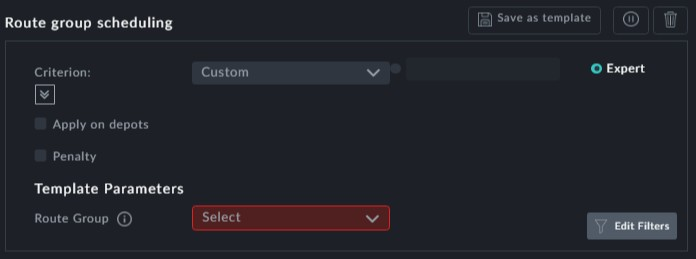 Route group scheduling
Save as template
Criterion:
Custom
Expert
Apply on depots
Penalty
Template Parameters
Route Group
Select
Edit Filters